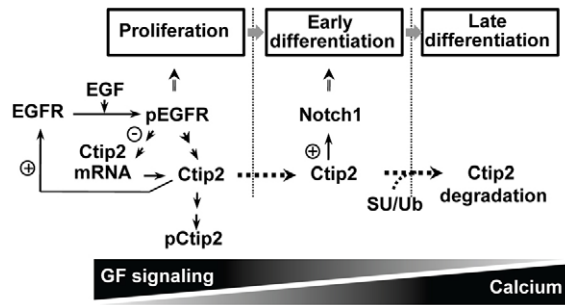 Proliferation
Early
differentiation
Late
differentiation
EGF
EGFR
pEGFR
Notch1
Ctip2
mRNA
Ctip2
Ctip2
Ctip2
degradation
SU/Ub
pCtip2
GF signaling
Calcium